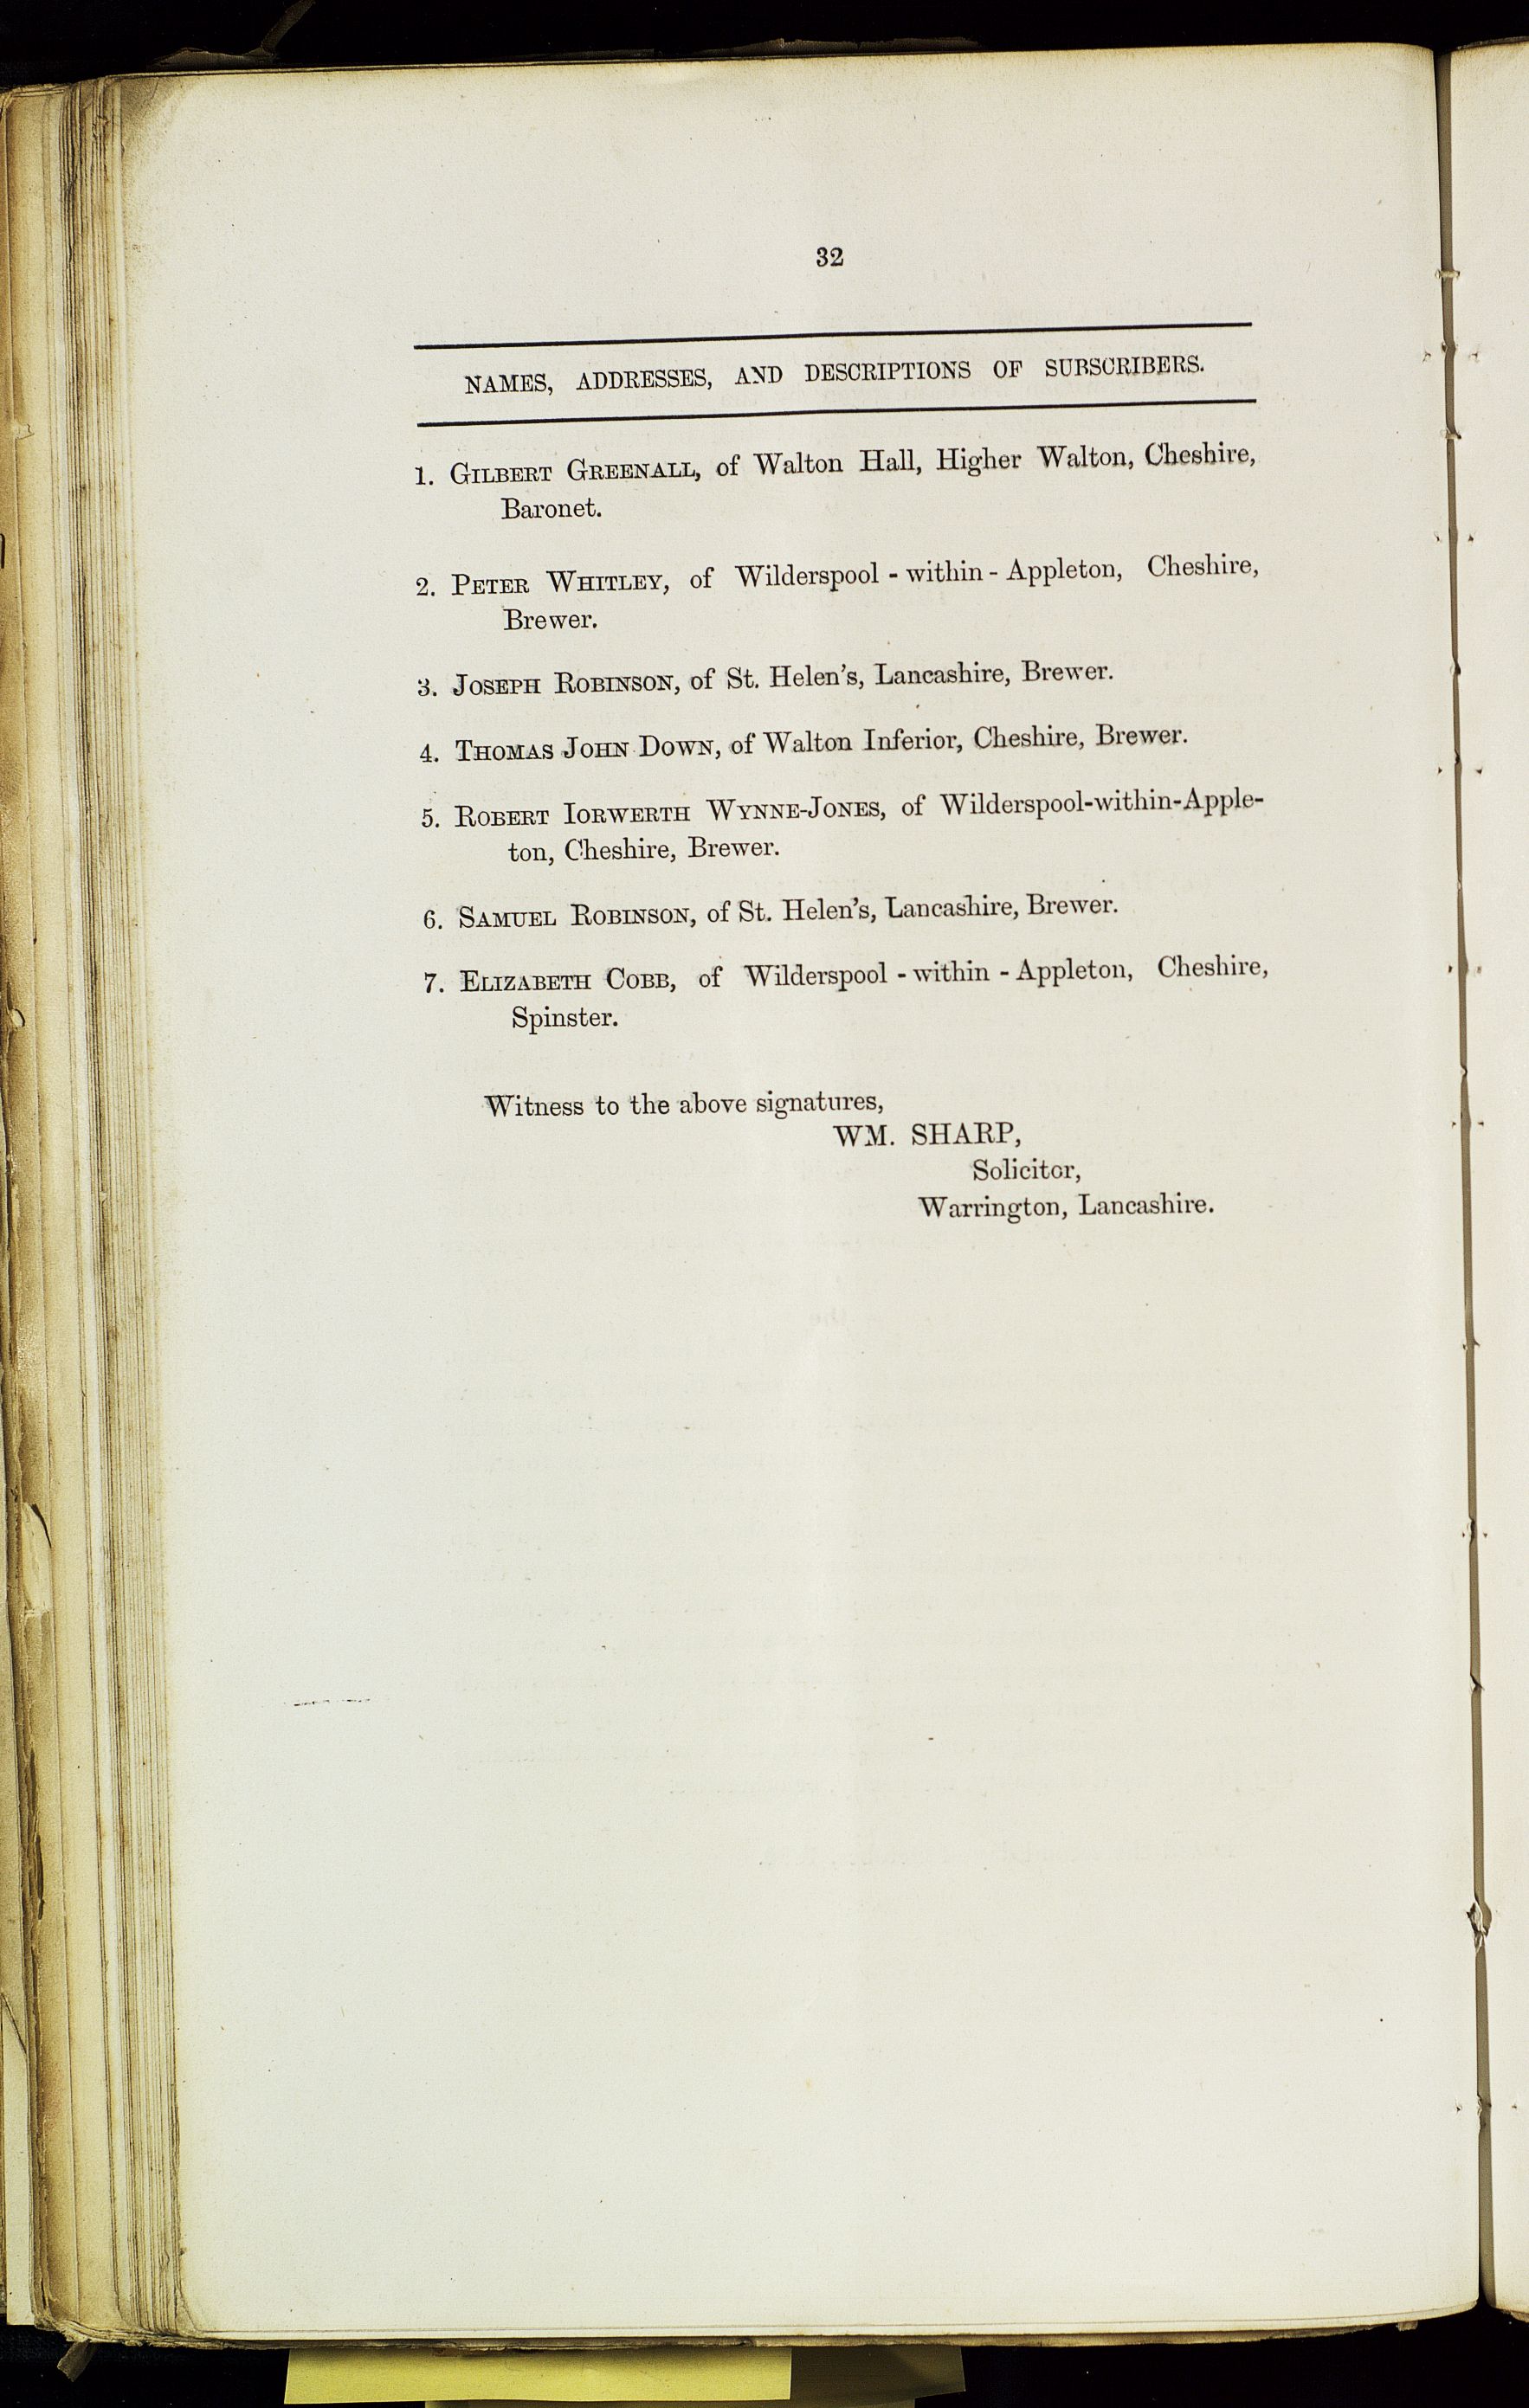 32
NAMES, ADDRESSES, AND DESCRIPTIONS OF SUBSCRIBERS.
1. GILBERT GREENALL, of Walton Hall, Higher Walton, Cheshire,
Baronet.
2. PETER WHITLEY, of Wilderspool - within - Appleton, Cheshire,
Brewer.
3. JOSEPH ROBINSON, of St. Helen's, Lancashire, Brewer.
4. THOMAS JOHN DOWN, of Walton Inferior, Cheshire, Brewer.
5. ROBERT IORWERTH WYNNE-JONES, of Wilderspool-within-Apple-
ton, Cheshire, Brewer.
6. SAMUEL ROBINSON, of St. Helen's, Lancashire, Brewer.
7. ELIZABETH COBB, of Wilderspool - within - Appleton, Cheshire,
Spinster.
Witness to the above signatures,
WM. SHARP,
Solicitor,
Warrington, Lancashire.